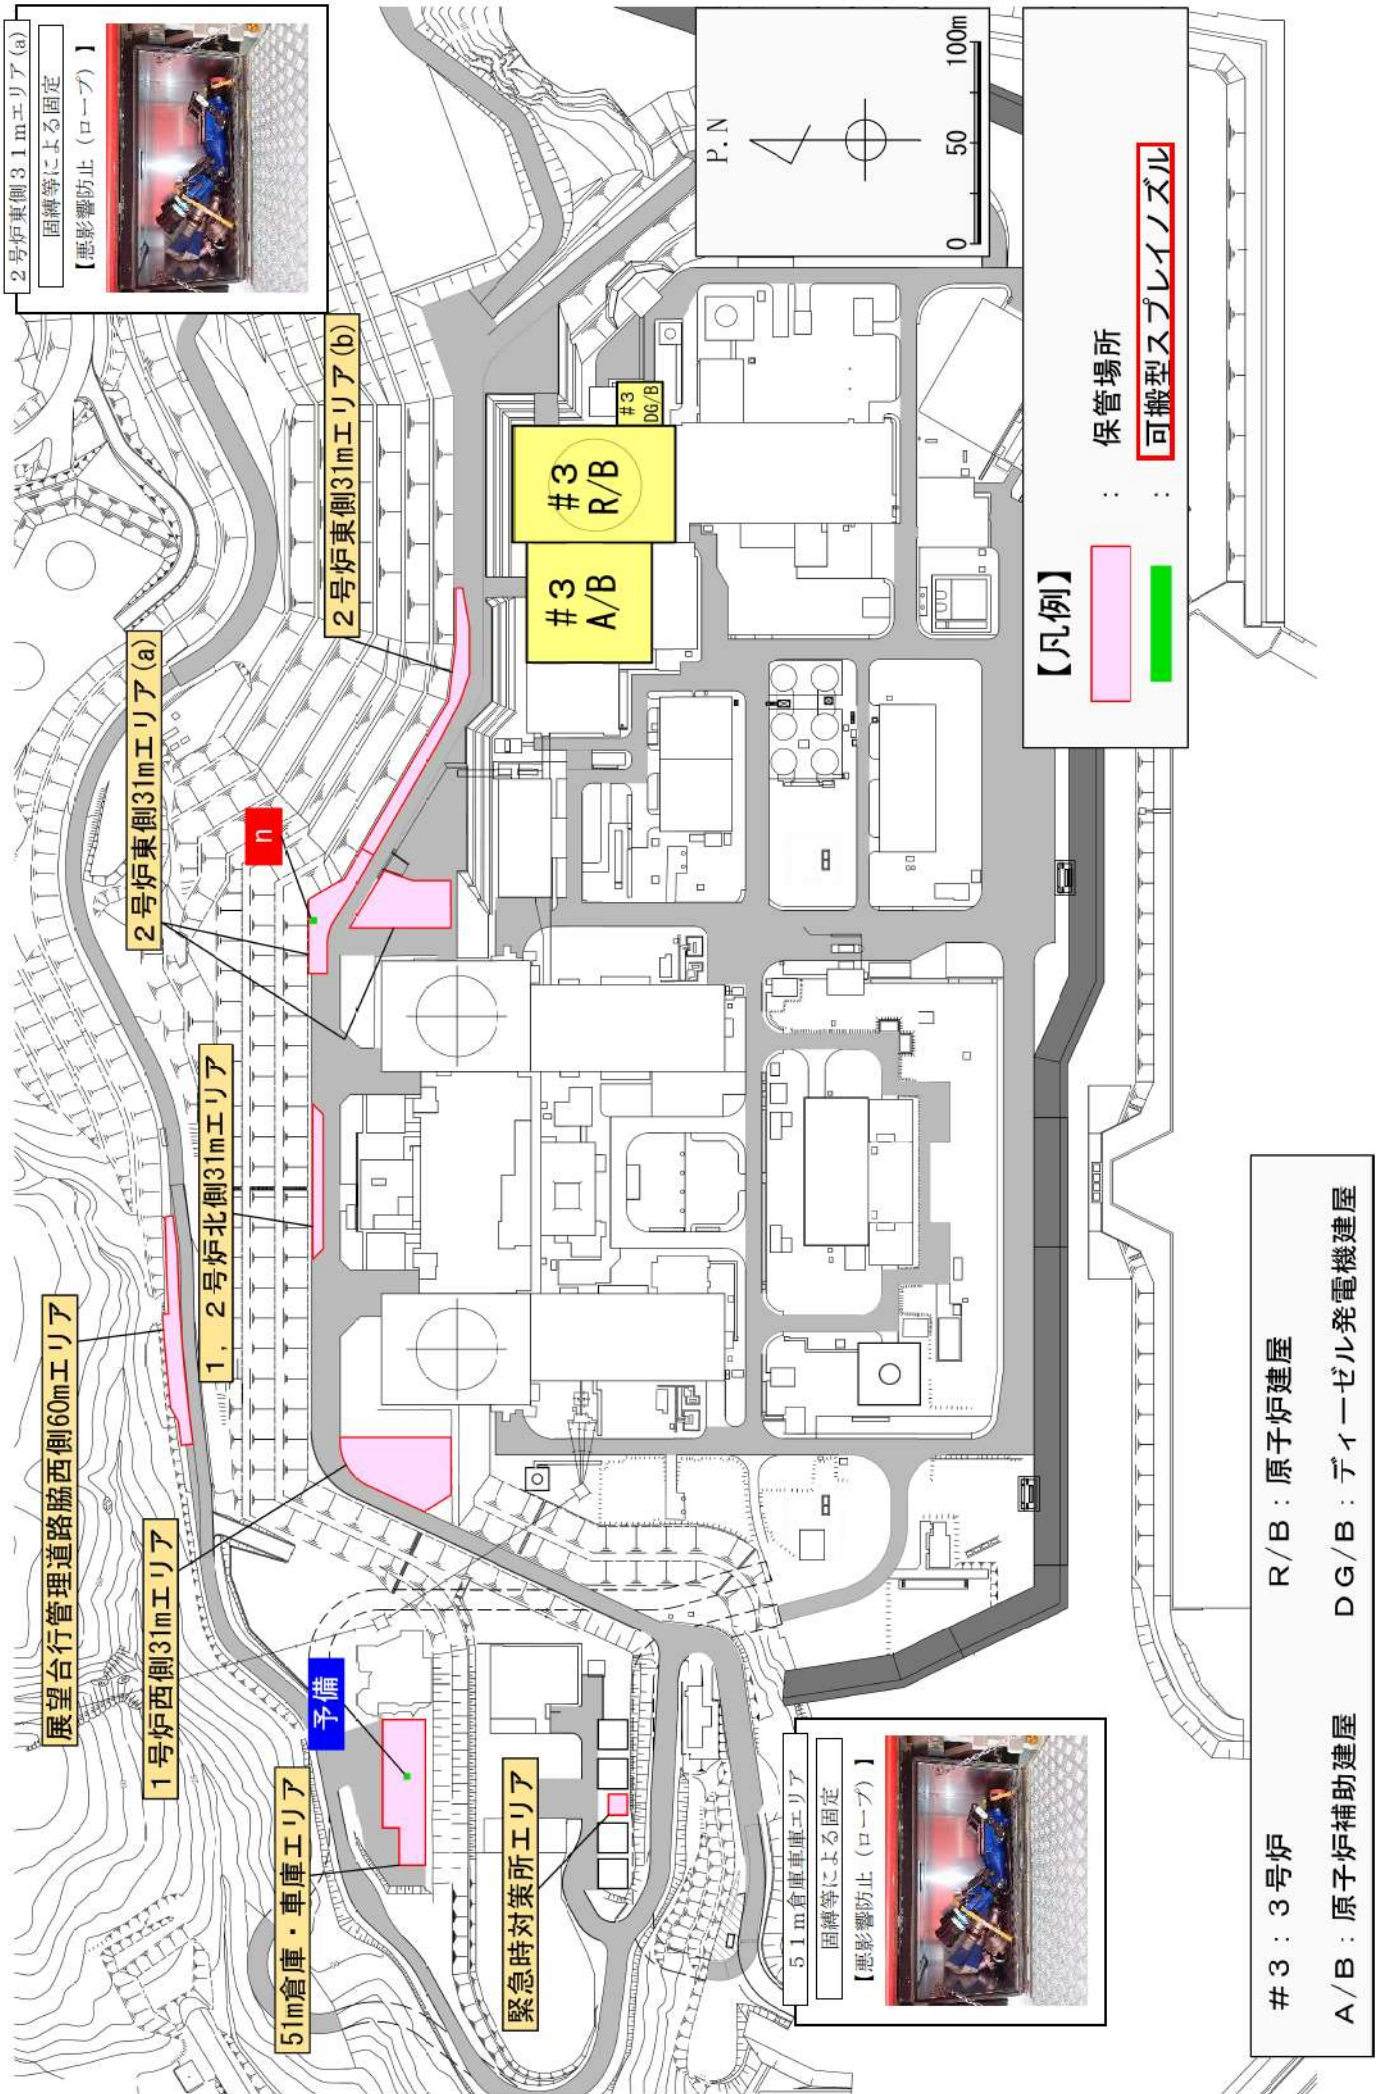 展望台行管理道路脇西側60mエリア
1号炉西側31mエリア
51m倉庫・車庫エリア
予備
緊急時対策所エリア
1，2号炉北側31mエリア
2号炉東側31mエリア(a)
n
2号炉東側31mエリア(b)
2号炉東側31mエリア(a)
固縛等による固定
【悪影響防止（ロープ）】
51m倉庫車庫エリア
固縛等による固定
【悪影響防止（ロープ）】
#3
A/B
#3
R/B
#3
DG/B
P.N
0 50 100m
【凡例】
： 保管場所
： 可搬型スプレイノズル
#3：3号炉 R/B：原子炉建屋
A/B：原子炉補助建屋 DG/B：ディーゼル発電機建屋